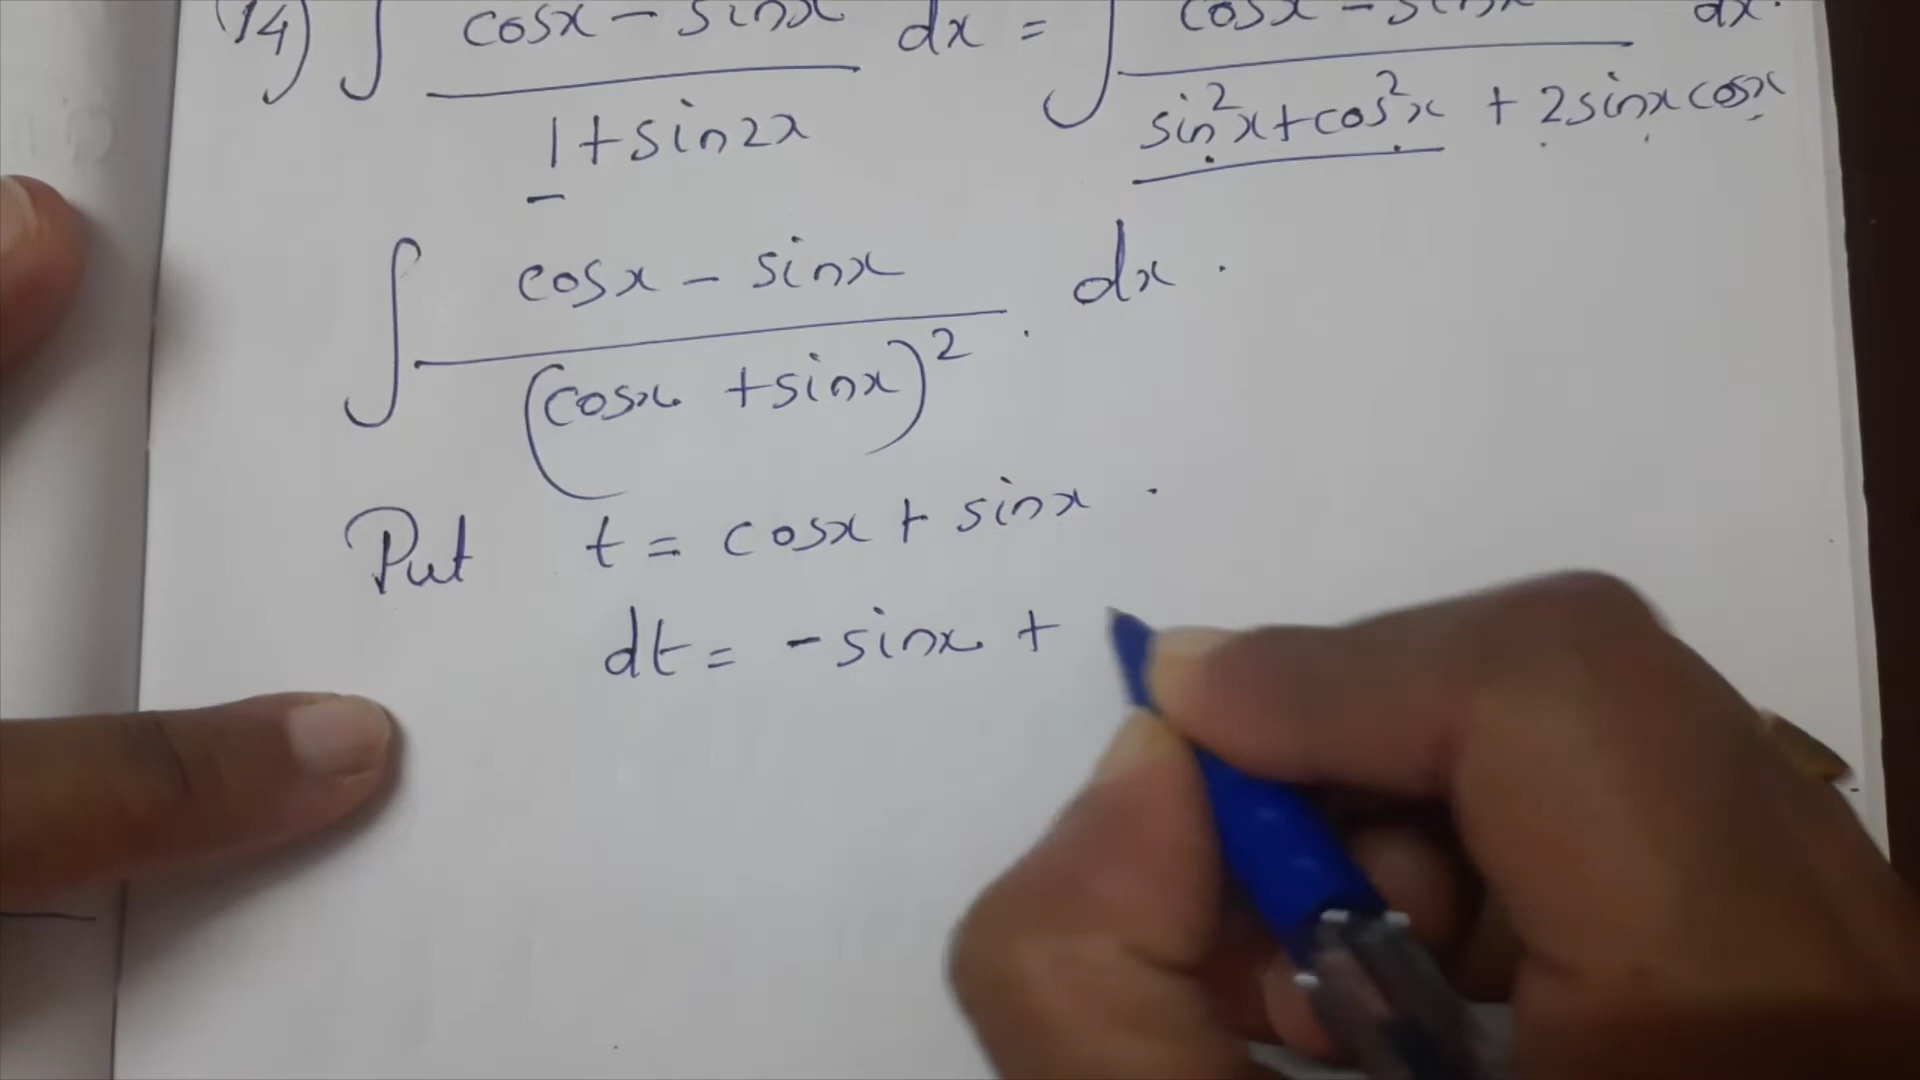 (14) ∫ cosx - sinx / 1 + sin2x dx = ∫ cosx - sinx / sin²x + cos²x + 2sinx cosx dx.
∫ cosx - sinx / (cosx + sinx)² . dx .
Put t = cosx + sinx .
dt = - sinx +